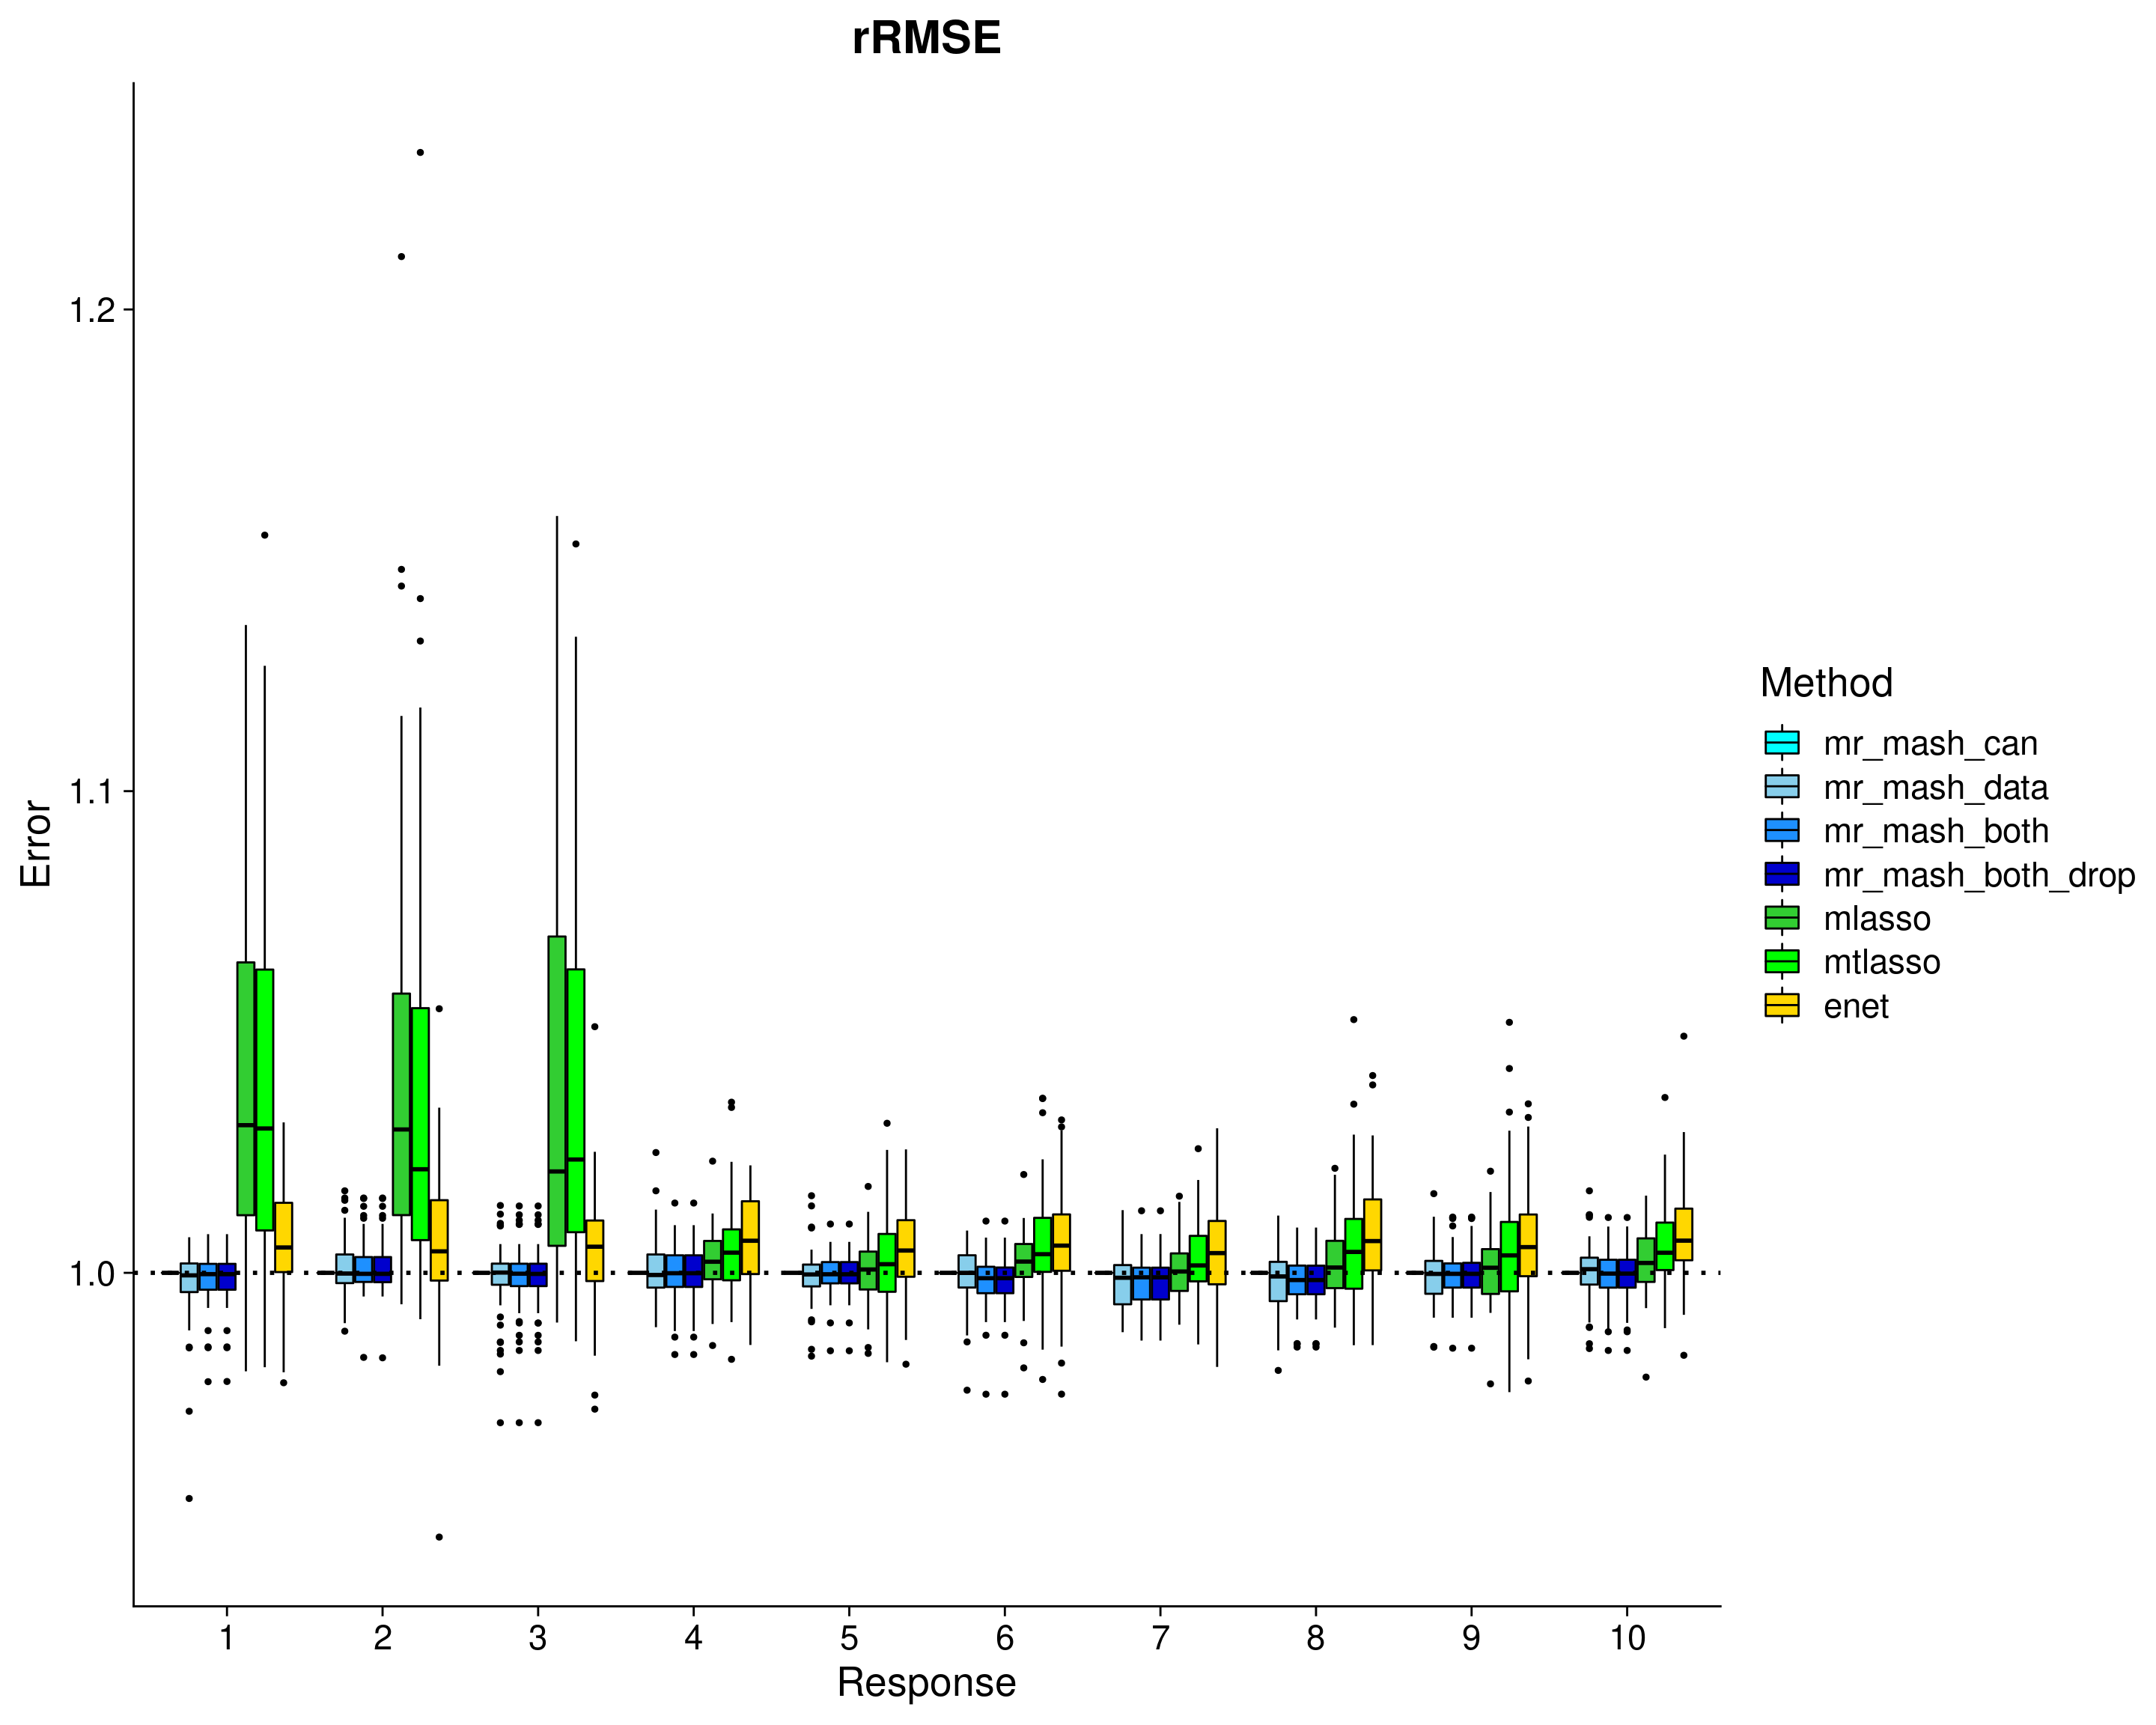 rRMSE
1.2
1.1
1.0
Error
1
2
3
4
5
6
7
8
9
10
Response
Method
mr_mash_can
mr_mash_data
mr_mash_both
mr_mash_both_drop
mlasso
mtlasso
enet